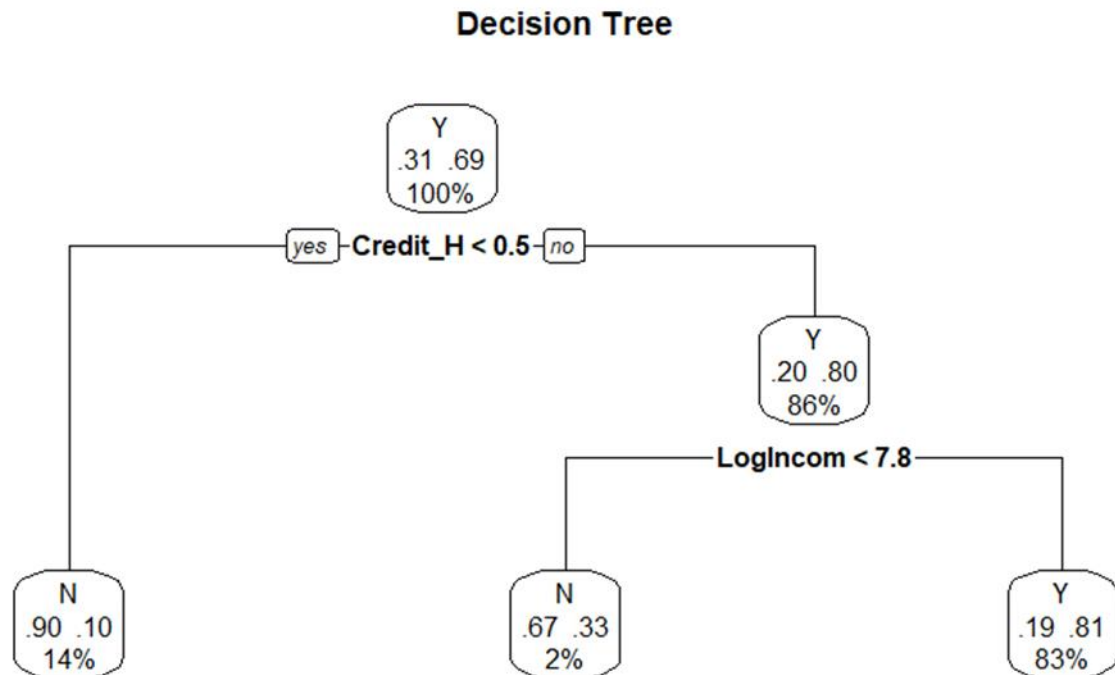 Decision Tree
Y
.31 .69
100%
yes Credit_H < 0.5 no
Y
.20 .80
86%
LogIncom < 7.8
N
.90 .10
14%
N
.67 .33
2%
Y
.19 .81
83%